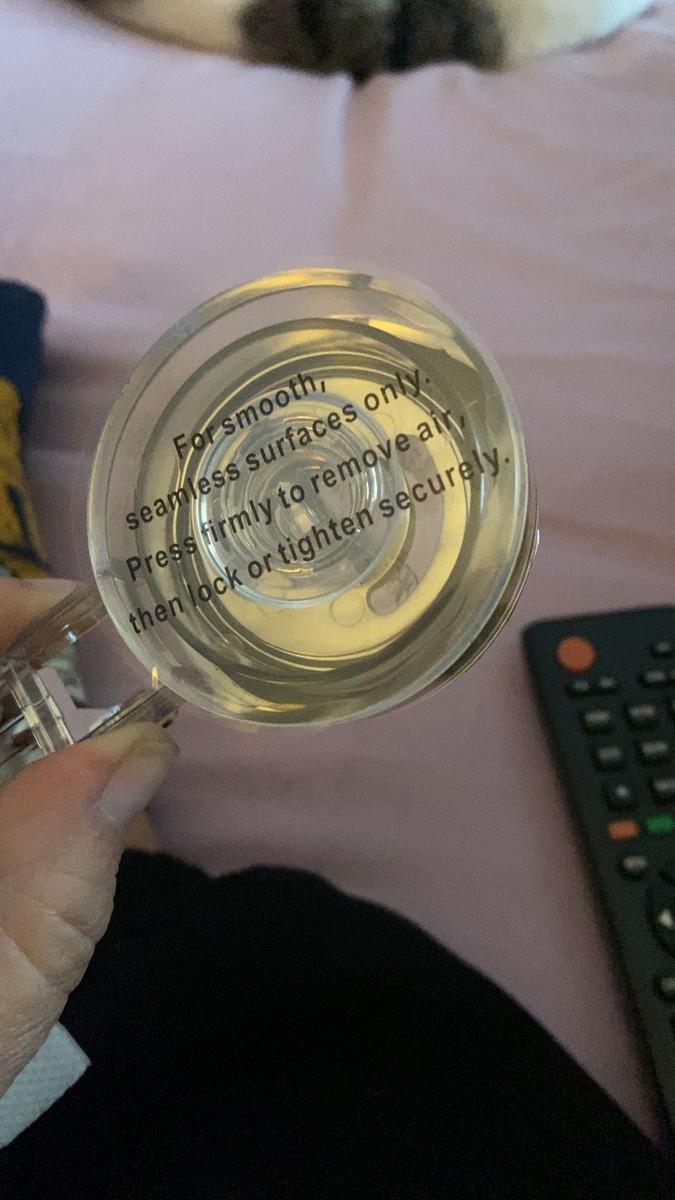 For smooth,
seamless surfaces only.
Press firmly to remove air,
then lock or tighten securely.